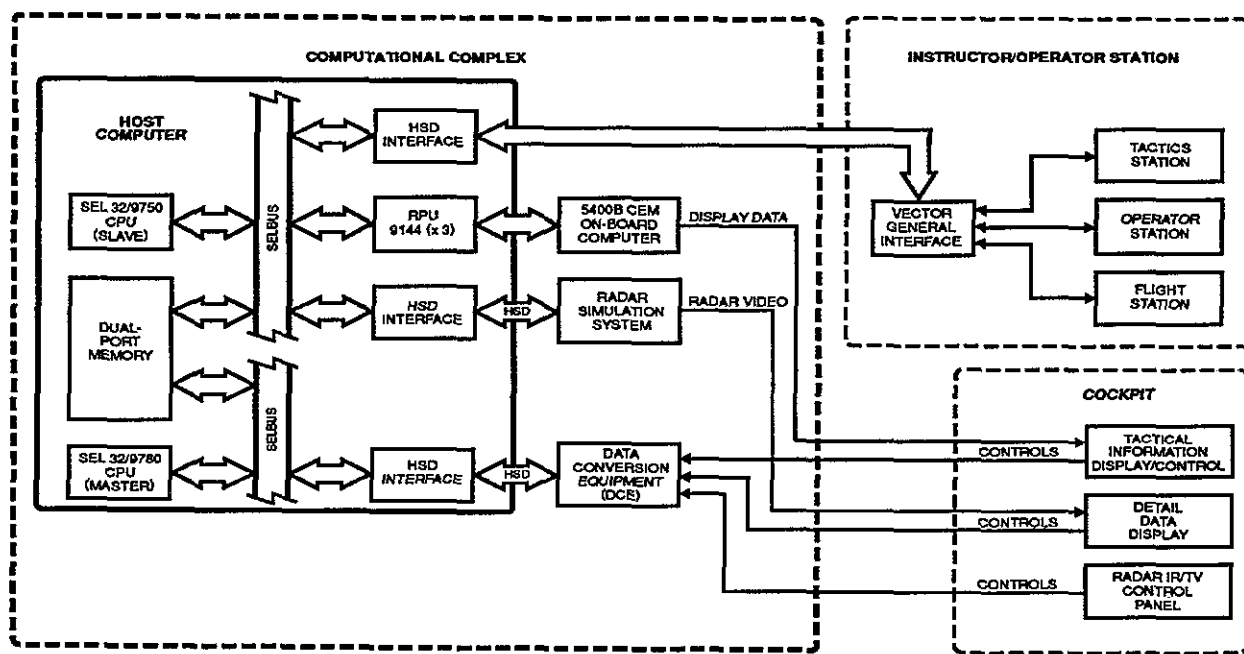 COMPUTATIONAL COMPLEX
HOST
COMPUTER
SEL 32/9750
CPU
(SLAVE)
DUAL-
PORT
MEMORY
SEL 32/9780
CPU
(MASTER)
SELBUS
SELBUS
HSD
INTERFACE
RPU
9144 (x 3)
HSD
INTERFACE
HSD
INTERFACE
HSD
HSD
5400B CEM
ON-BOARD
COMPUTER
RADAR
SIMULATION
SYSTEM
DATA
CONVERSION
EQUIPMENT
(DCE)
DISPLAY DATA
RADAR VIDEO
INSTRUCTOR/OPERATOR STATION
VECTOR
GENERAL
INTERFACE
TACTICS
STATION
OPERATOR
STATION
FLIGHT
STATION
COCKPIT
CONTROLS
TACTICAL
INFORMATION
DISPLAY/CONTROL
CONTROLS
DETAIL
DATA
DISPLAY
CONTROLS
RADAR IR/TV
CONTROL
PANEL